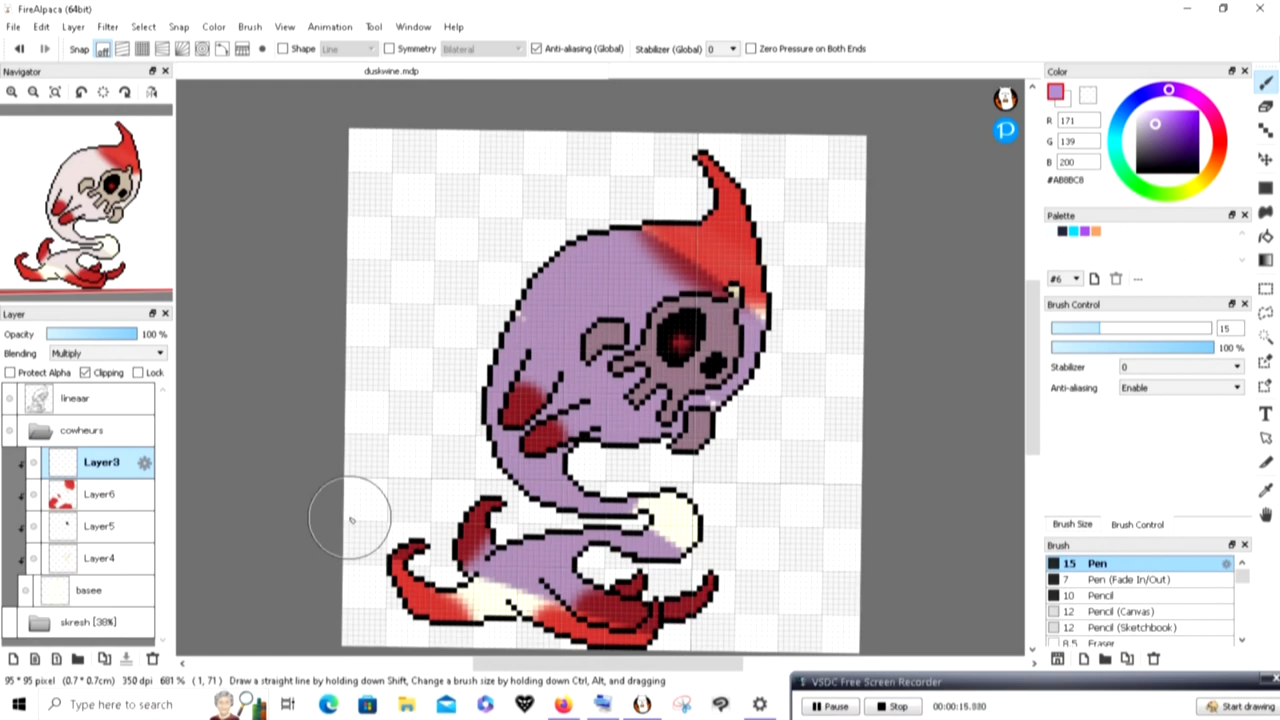 FireAlpaca (64bit)
File Edit Layer Filter Select Snap Color Brush View Animation Tool Window Help
Snap off Shape Line Symmetry Bilateral Anti-aliasing (Global) Stabilizer (Global) 0 Zero Pressure on Both Ends
Navigator
duskwine.mdp
Color
R 171
G 139
B 200
#AB8BC8
Palette
#6
Brush Control
15
100 %
Stabilizer 0
Anti-aliasing Enable
Brush Size Brush Control
Brush
15 Pen
7 Pen (Fade In/Out)
10 Pencil
12 Pencil (Canvas)
12 Pencil (Sketchbook)
8.5 Eraser
Layer
Opacity 100 %
Blending Multiply
Protect Alpha Clipping Lock
lineaar
cowheurs
Layer3
Layer6
Layer5
Layer4
basee
skresh [38%]
95 * 95 pixel (0.7 * 0.7cm) 350 dpi 681 % ( 1, 71) Draw a straight line by holding down Shift, Change a brush size by holding down Ctrl, Alt, and dragging
VSDC Free Screen Recorder
Pause Stop 00:00:15.880 Start drawing
Type here to search